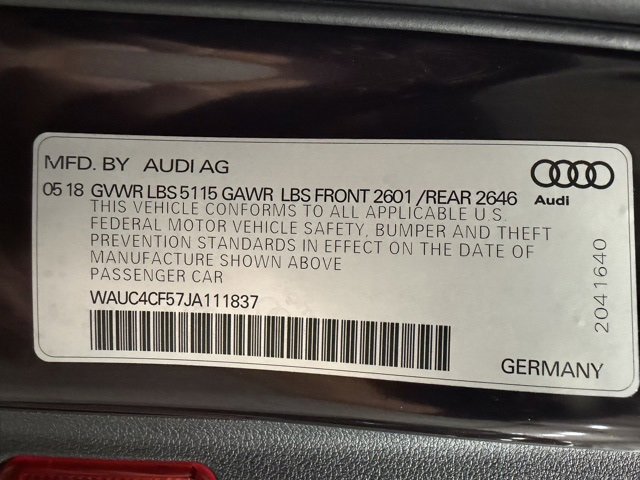 MFD. BY AUDI AG
05 18 GVWR LBS 5115 GAWR LBS FRONT 2601 /REAR 2646
THIS VEHICLE CONFORMS TO ALL APPLICABLE U.S.
FEDERAL MOTOR VEHICLE SAFETY, BUMPER AND THEFT
PREVENTION STANDARDS IN EFFECT ON THE DATE OF
MANUFACTURE SHOWN ABOVE
PASSENGER CAR
WAUC4CF57JA111837
Audi
2041640
GERMANY